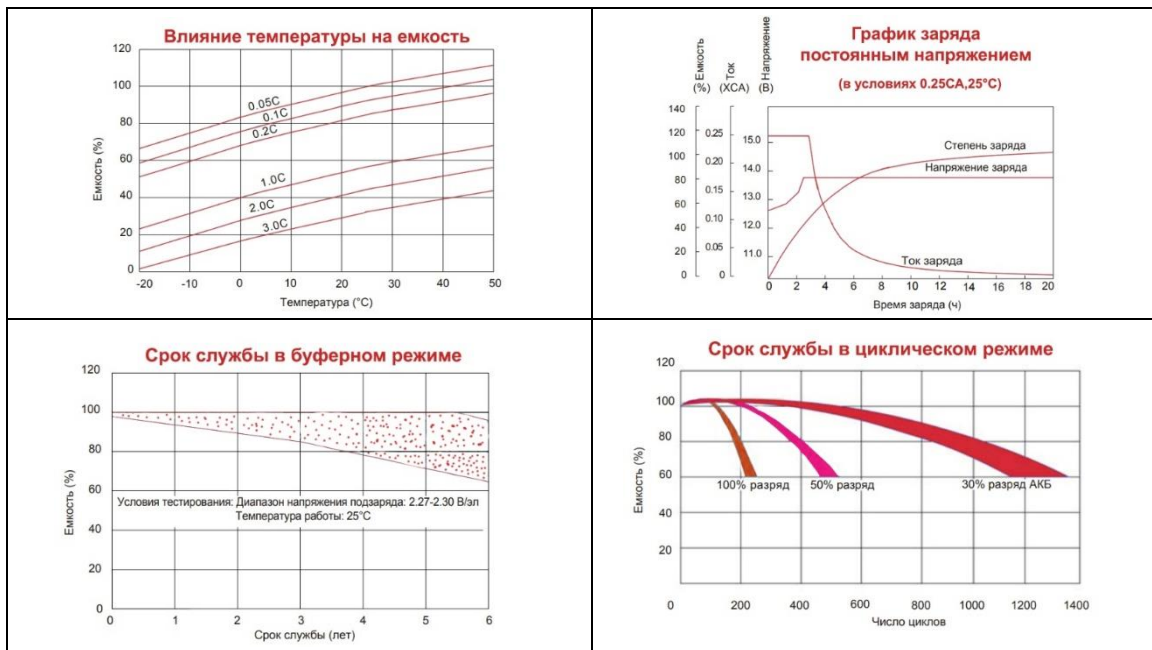 Влияние температуры на емкость
120
100
80
60
40
20
0
Емкость (%)
0.05C
0.1C
0.2C
1.0C
2.0C
3.0C
-20 -10 0 10 20 30 40 50
Температура (°C)
График заряда
постоянным напряжением
(в условиях 0.25CA,25°C)
(%) Емкость
(XCA) Ток
(В) Напряжение
140
120
100
80
60
40
20
0
0.25
0.20
0.15
0.10
0.05
0
15.0
14.0
13.0
12.0
11.0
Степень заряда
Напряжение заряда
Ток заряда
0 2 4 6 8 10 12 14 16 18 20
Время заряда (ч)
Срок службы в буферном режиме
120
100
80
60
40
20
0
Емкость (%)
Условия тестирования: Диапазон напряжения подзаряда: 2.27-2.30 В/эл
Температура работы: 25°C
0 1 2 3 4 5 6
Срок службы (лет)
Срок службы в циклическом режиме
120
100
80
60
40
20
Емкость (%)
100% разряд
50% разряд
30% разряд АКБ
0 200 400 600 800 1000 1200 1400
Число циклов